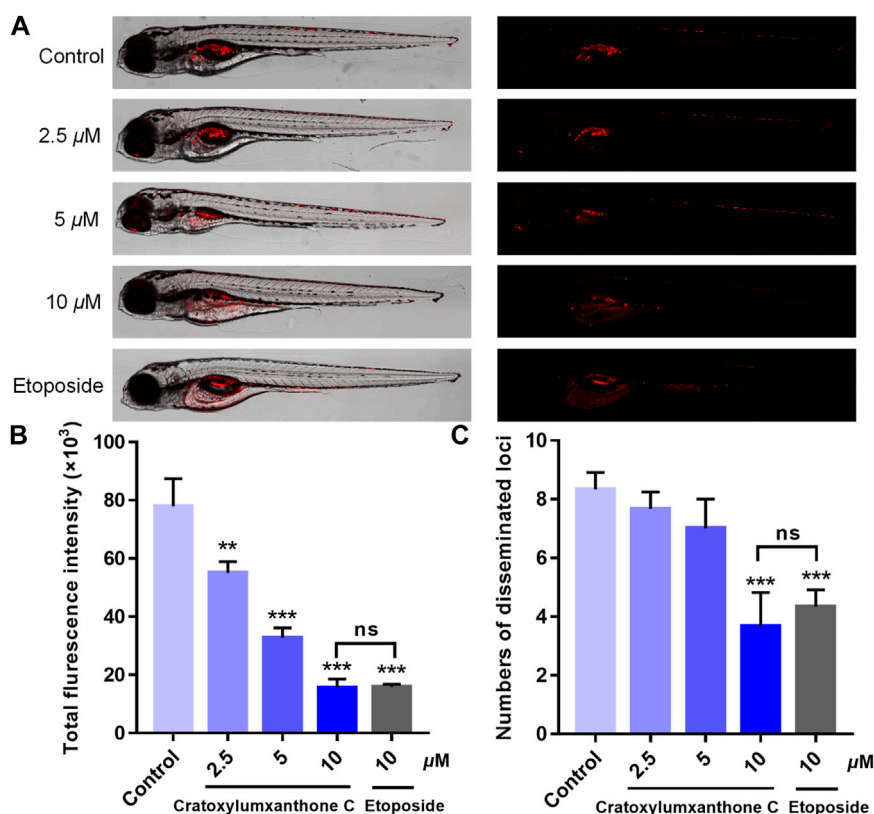 A
Control
2.5 µM
5 µM
10 µM
Etoposide
B
Total flurescence intensity (×10³)
100
80
60
40
20
0
**
***
***
ns
***
Control
2.5
5
10
10
µM
Cratoxylumxanthone C
Etoposide
C
Numbers of disseminated loci
8
6
4
2
0
ns
***
***
Control
2.5
5
10
10
µM
Cratoxylumxanthone C
Etoposide